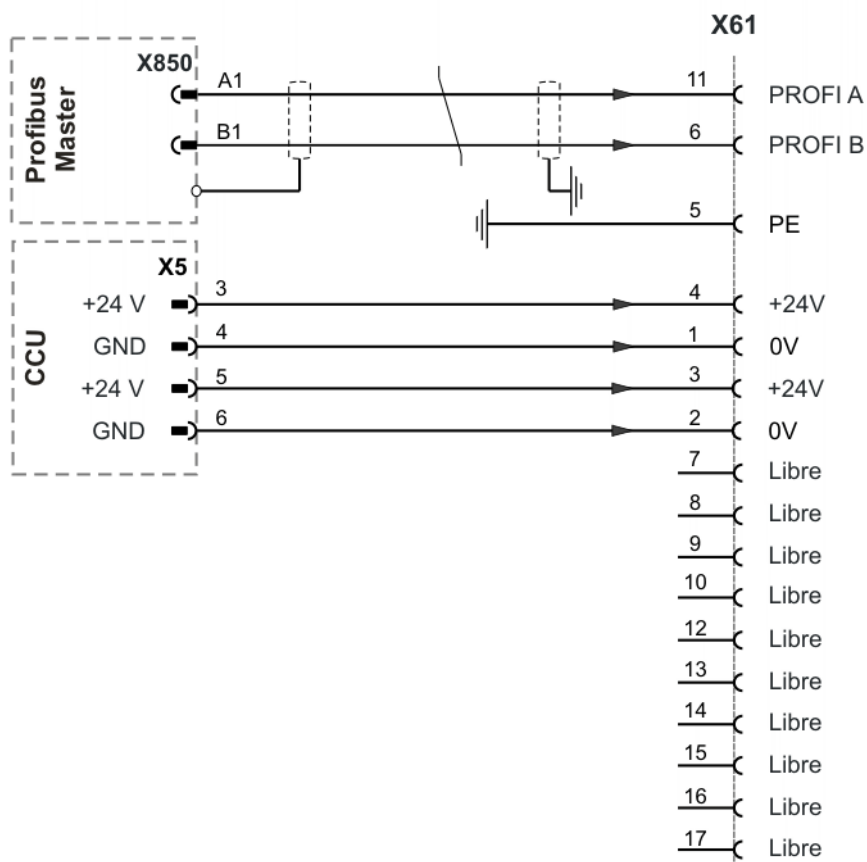 X61
X850
Profibus
Master
A1
11
PROFI A
B1
6
PROFI B
5
PE
X5
CCU
+24 V
3
4
+24V
GND
4
1
0V
+24 V
5
3
+24V
GND
6
2
0V
7
Libre
8
Libre
9
Libre
10
Libre
12
Libre
13
Libre
14
Libre
15
Libre
16
Libre
17
Libre